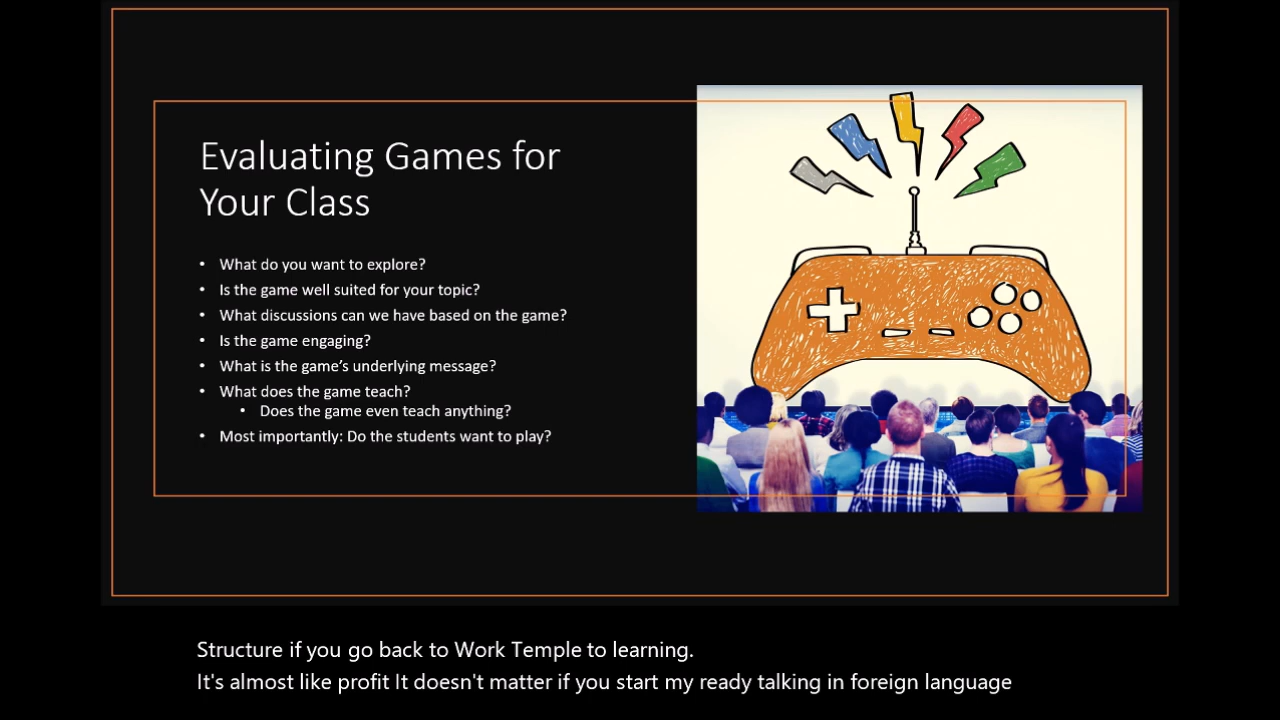 Evaluating Games for
Your Class
• What do you want to explore?
• Is the game well suited for your topic?
• What discussions can we have based on the game?
• Is the game engaging?
• What is the game's underlying message?
• What does the game teach?
• Does the game even teach anything?
• Most importantly: Do the students want to play?
Structure if you go back to Work Temple to learning.
It's almost like profit It doesn't matter if you start my ready talking in foreign language